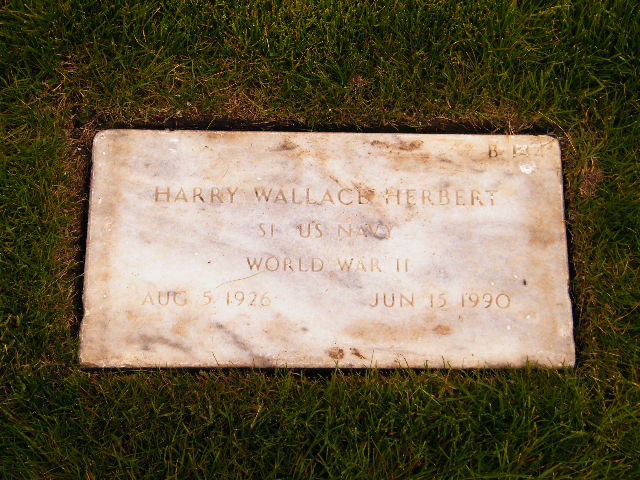 HARRY WALLACE HERBERT
S1 US NAVY
WORLD WAR II
AUG 5 1926 JUN 15 1990